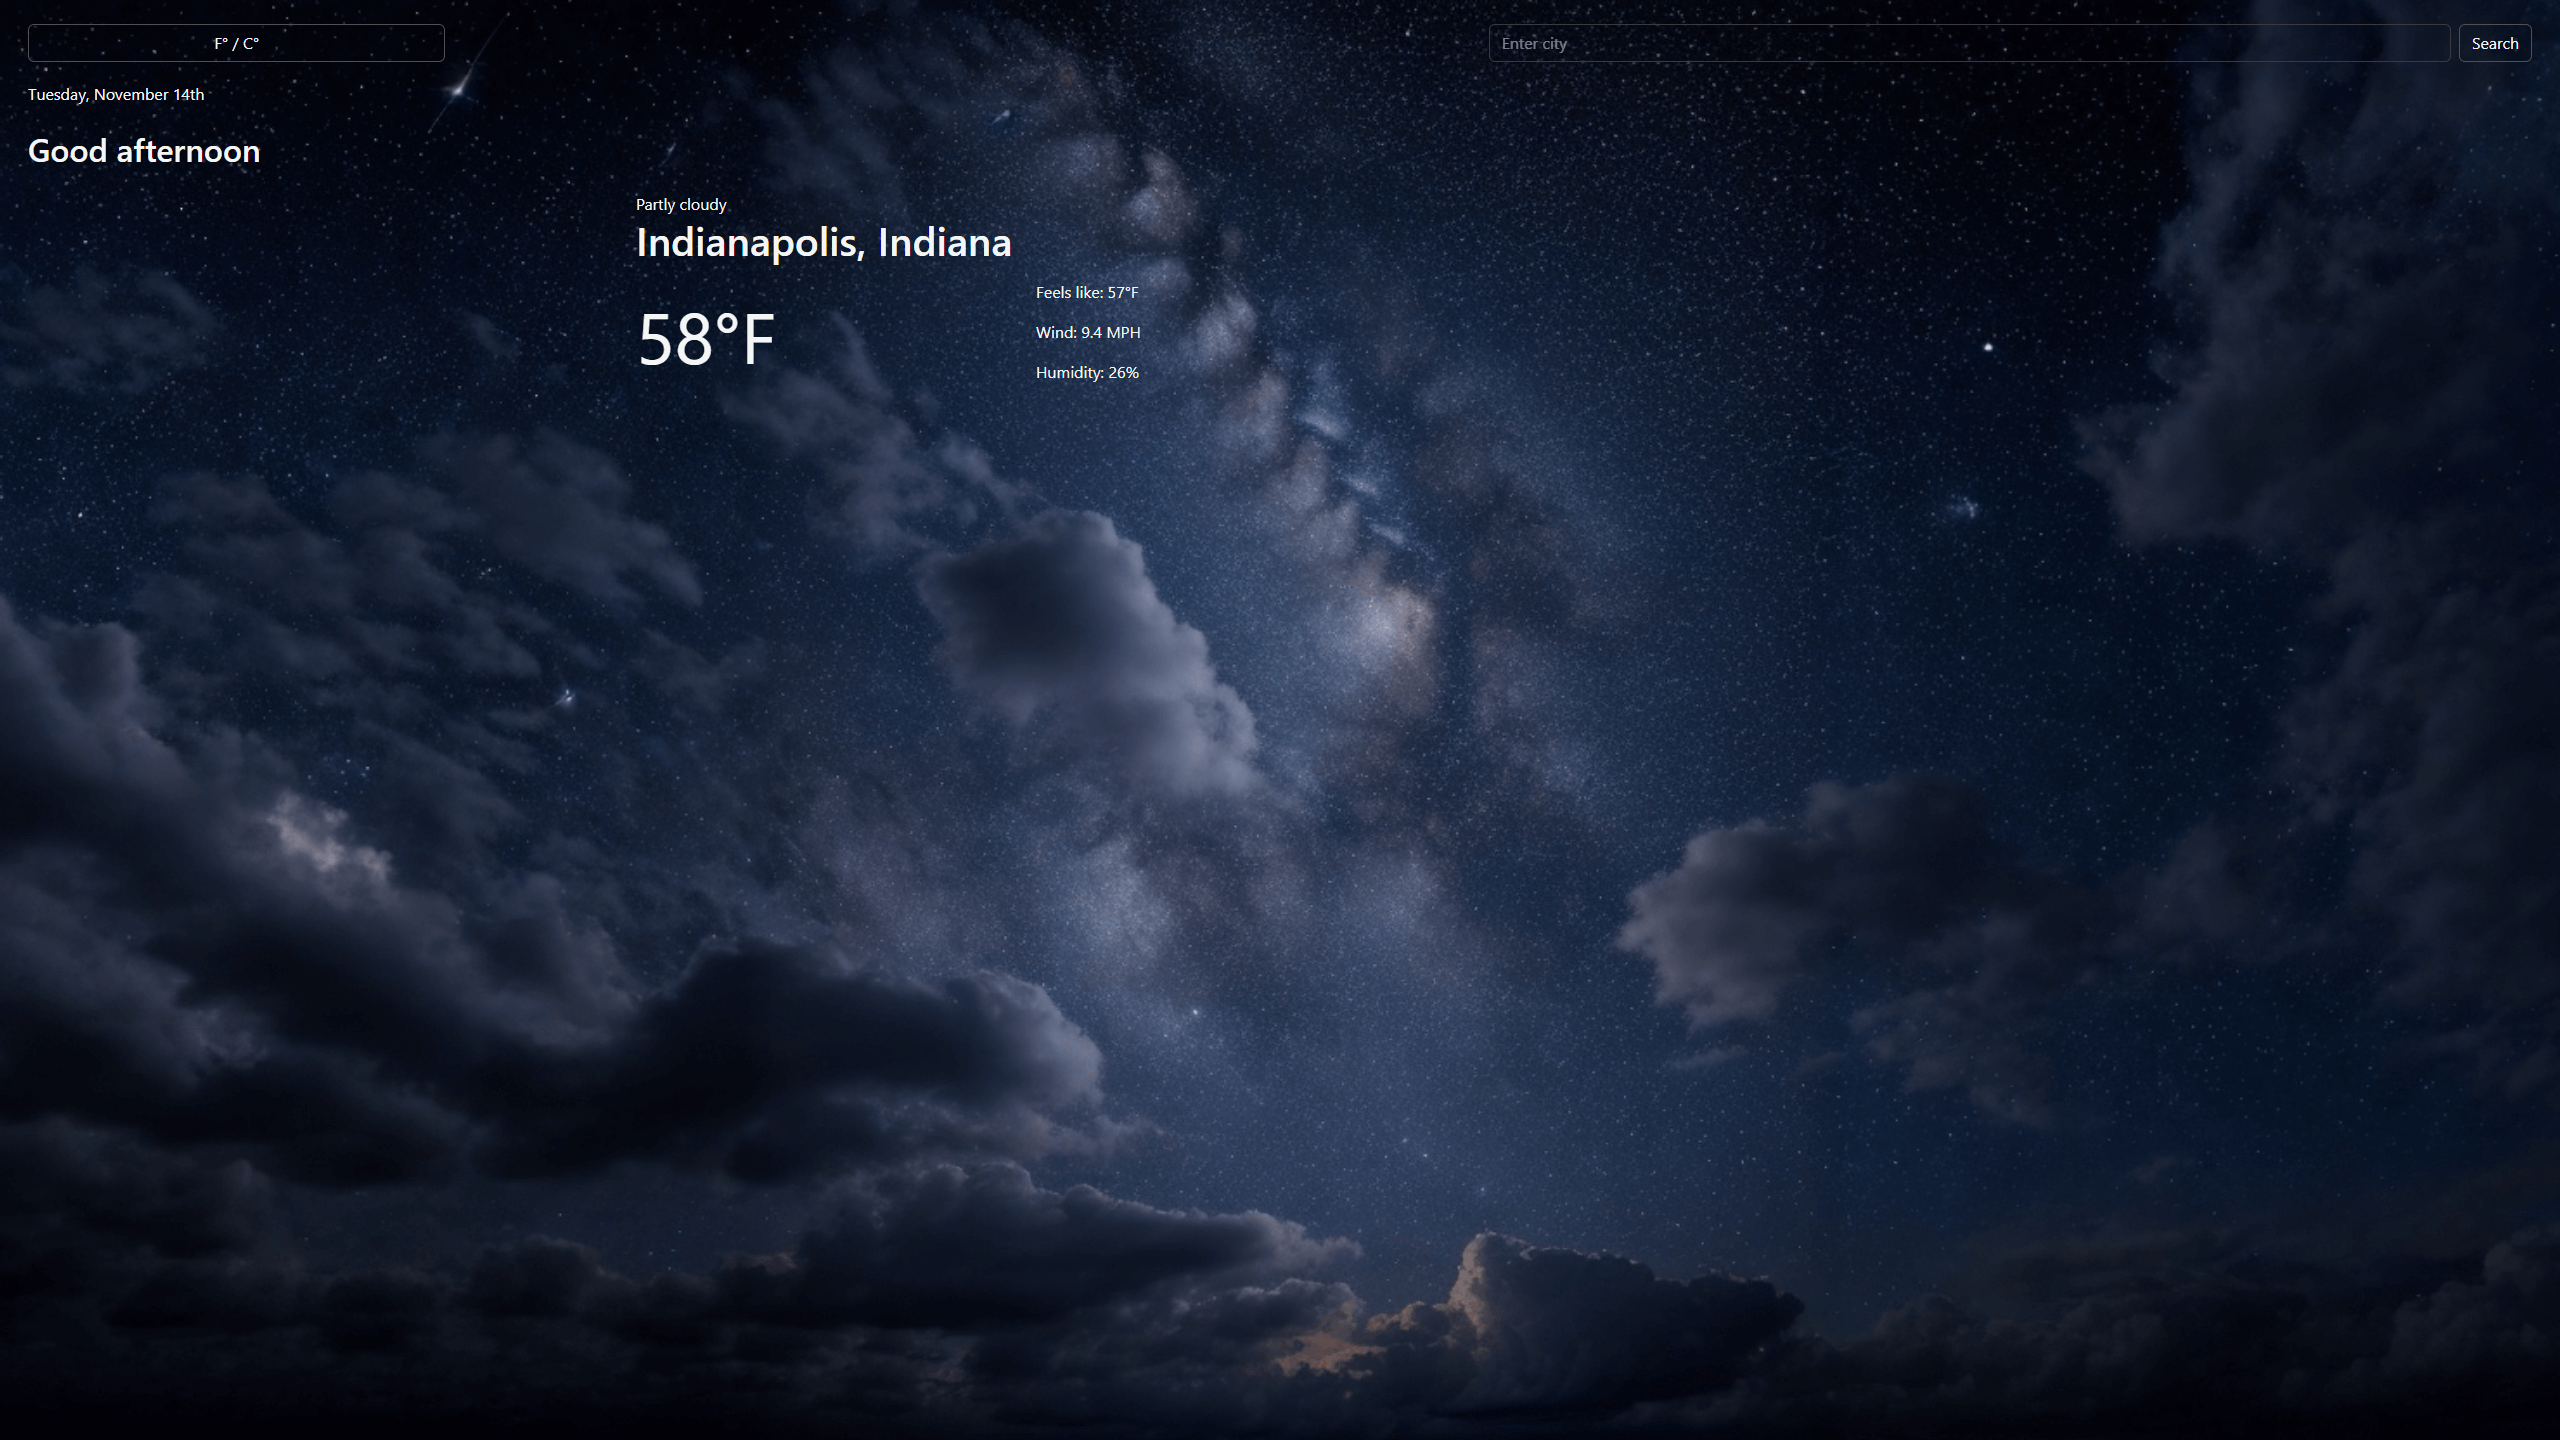 F° / C°
Enter city
Search
Tuesday, November 14th
Good afternoon
Partly cloudy
Indianapolis, Indiana
58°F
Feels like: 57°F
Wind: 9.4 MPH
Humidity: 26%